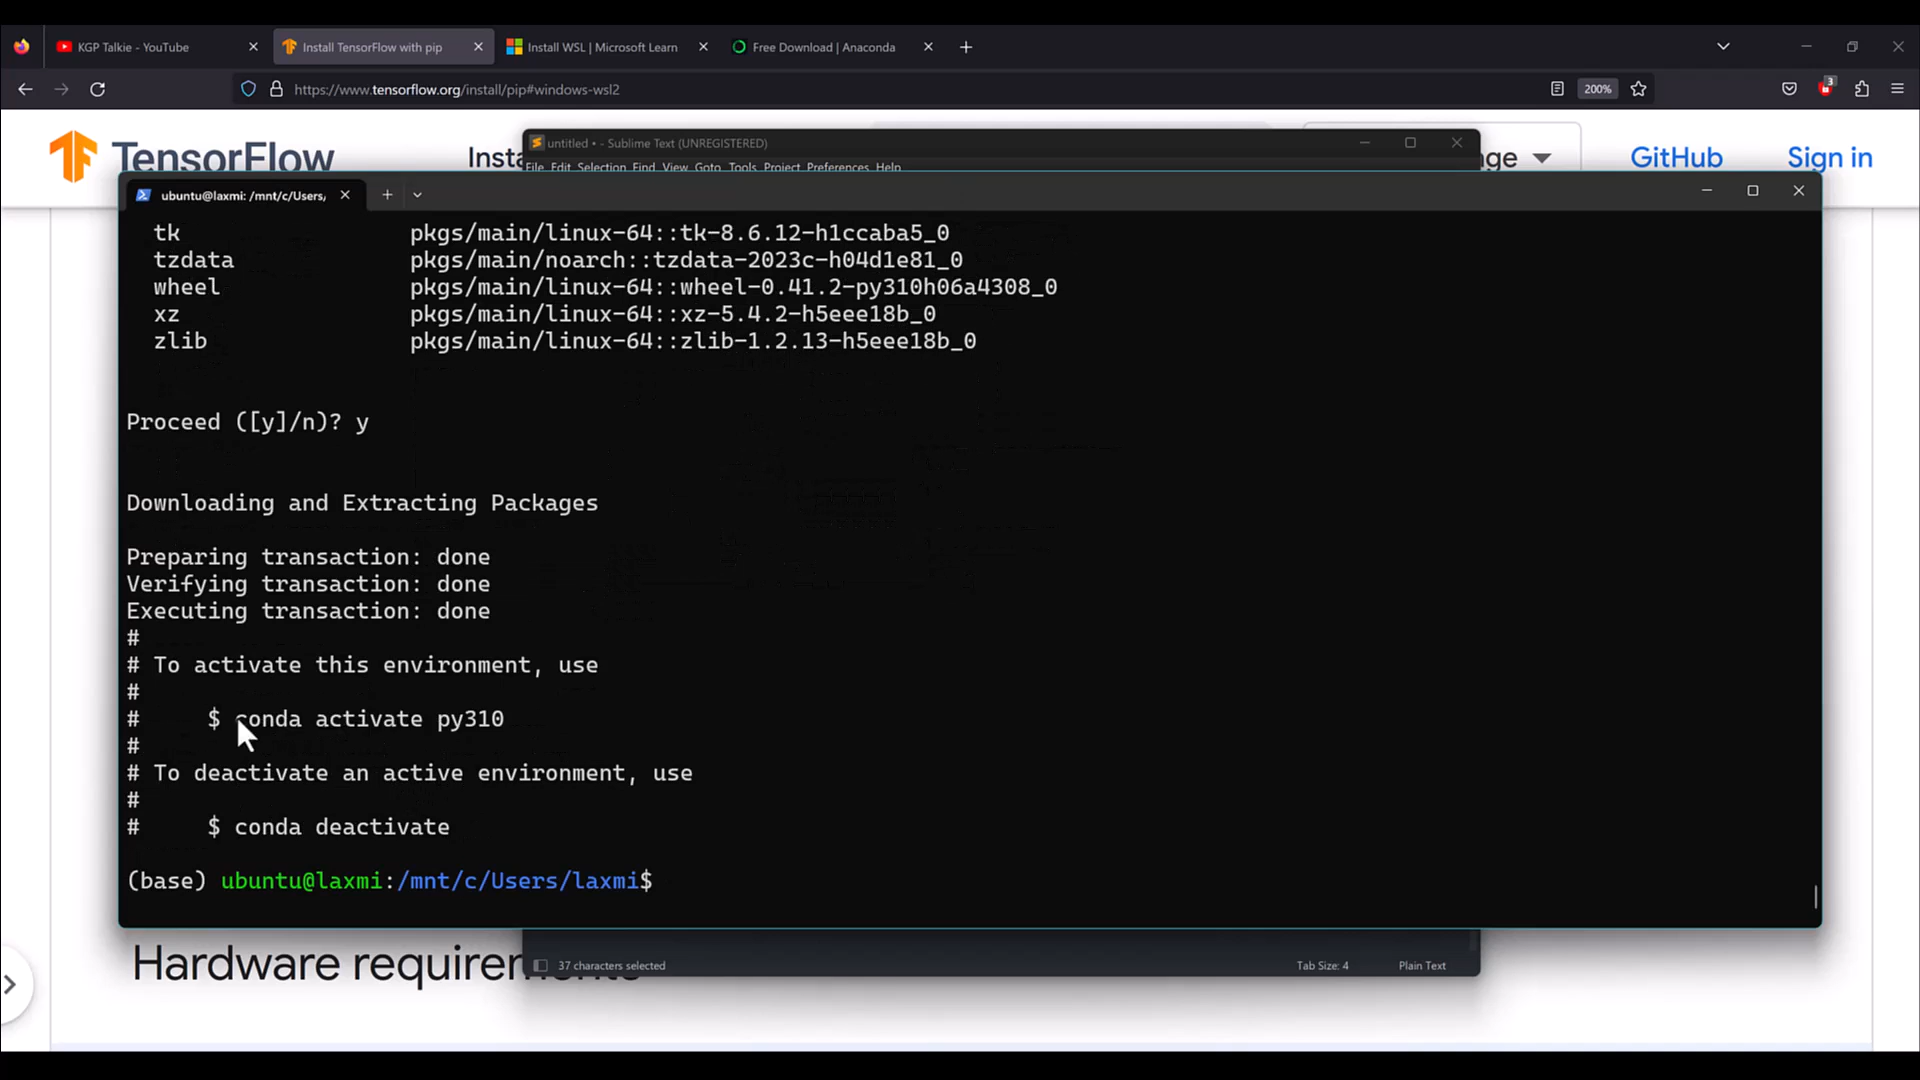 KGP Talkie - YouTube
Install TensorFlow with pip
Install WSL | Microsoft Learn
Free Download | Anaconda
https://www.tensorflow.org/install/pip#windows-wsl2
200%
3
TensorFlow
Insta
untitled • - Sublime Text (UNREGISTERED)
File Edit Selection Find View Goto Tools Project Preferences Help
ge
GitHub
Sign in
ubuntu@laxmi: /mnt/c/Users/
tk pkgs/main/linux-64::tk-8.6.12-h1ccaba5_0
tzdata pkgs/main/noarch::tzdata-2023c-h04d1e81_0
wheel pkgs/main/linux-64::wheel-0.41.2-py310h06a4308_0
xz pkgs/main/linux-64::xz-5.4.2-h5eee18b_0
zlib pkgs/main/linux-64::zlib-1.2.13-h5eee18b_0
Proceed ([y]/n)? y
Downloading and Extracting Packages
Preparing transaction: done
Verifying transaction: done
Executing transaction: done
#
# To activate this environment, use
#
# $ conda activate py310
#
# To deactivate an active environment, use
#
# $ conda deactivate
(base) ubuntu@laxmi:/mnt/c/Users/laxmi$
Hardware requirements
37 characters selected
Tab Size: 4
Plain Text